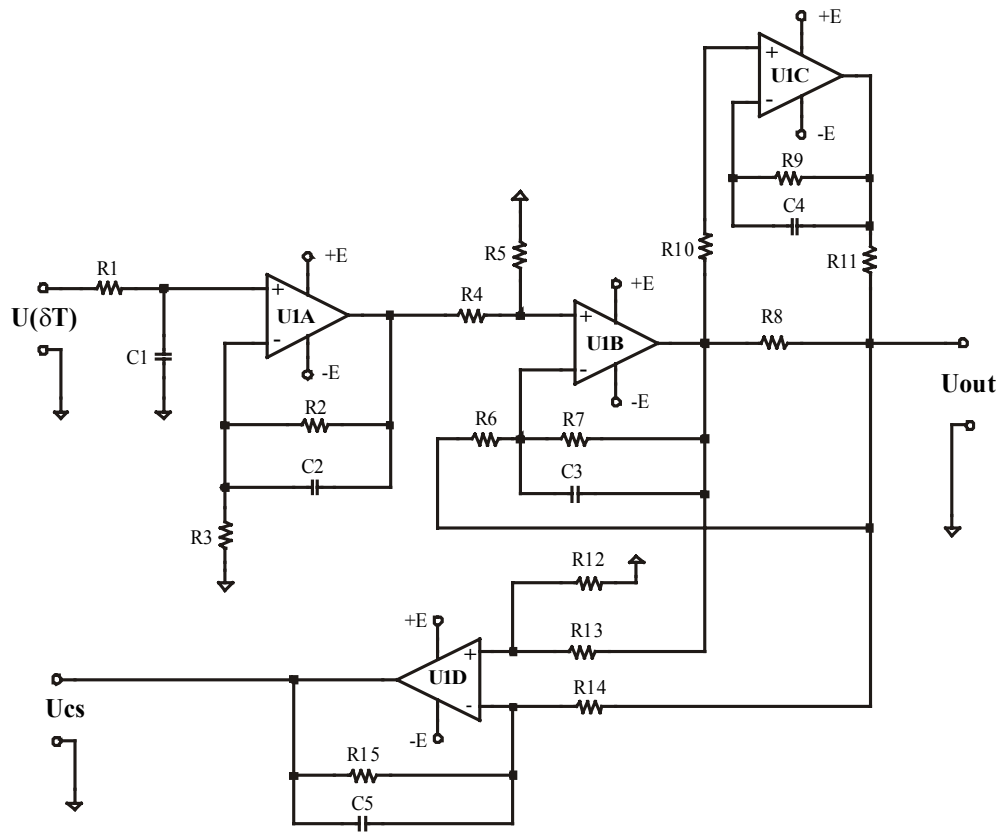 +E
+
U1C
-
-E
R9
C4
R10
R11
R5
R1
+E
+
U1A
-
-E
U(δT)
C1
R4
+E
+
U1B
-
-E
R8
Uout
R2
C2
R3
R6
R7
C3
R12
+E
+
U1D
-
-E
R13
R14
Ucs
R15
C5